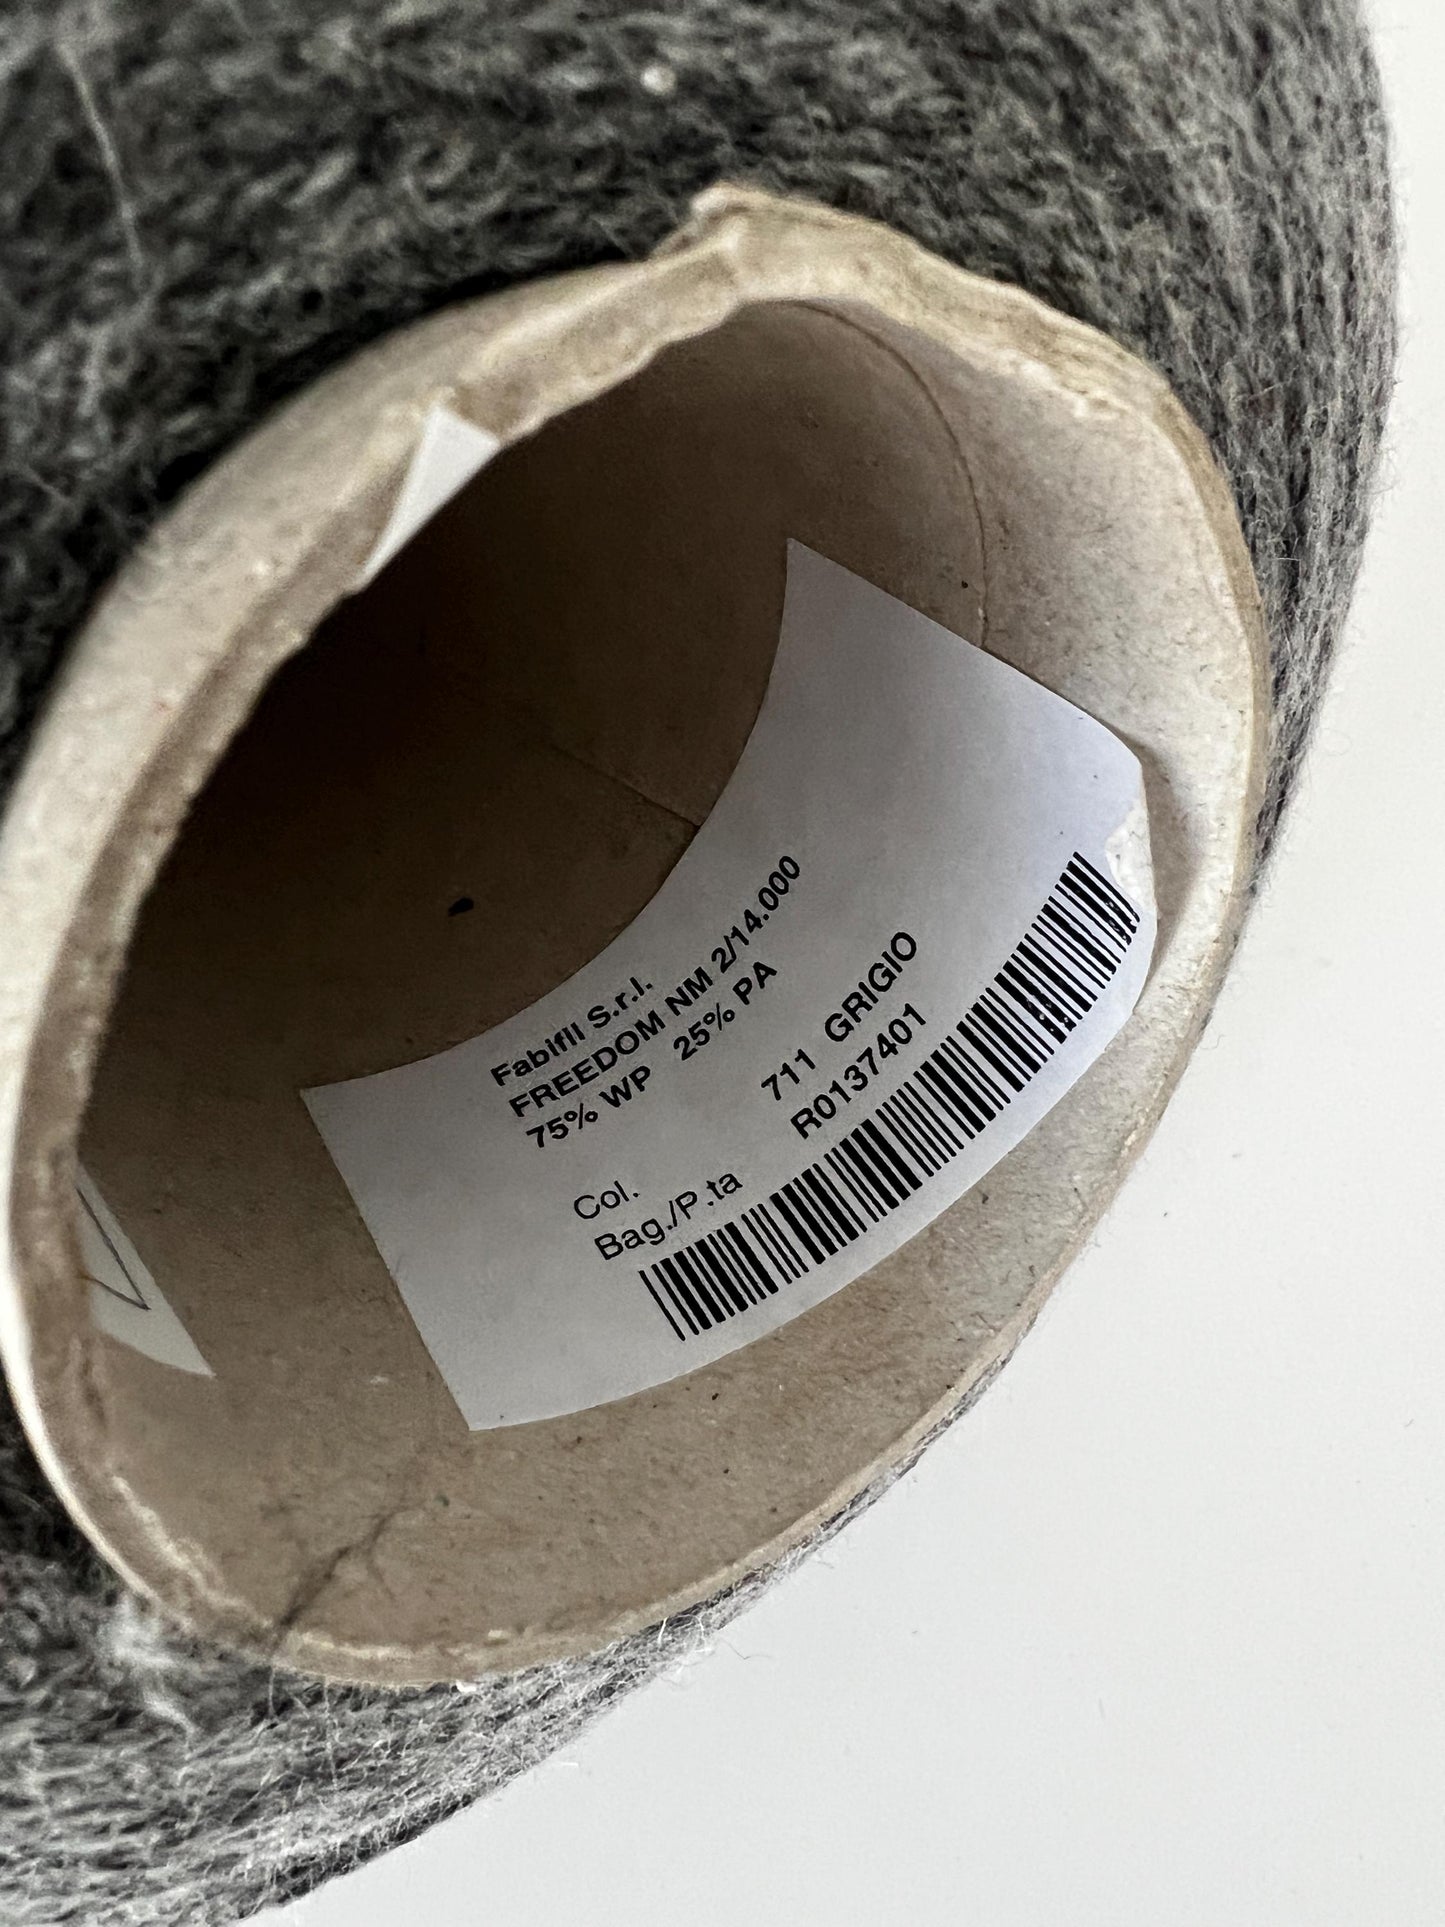 Fabifil S.r.l.
FREEDOM NM 2/14.000
75% WP 25% PA
Col. 711 GRIGIO
Bag./P.ta R0137401